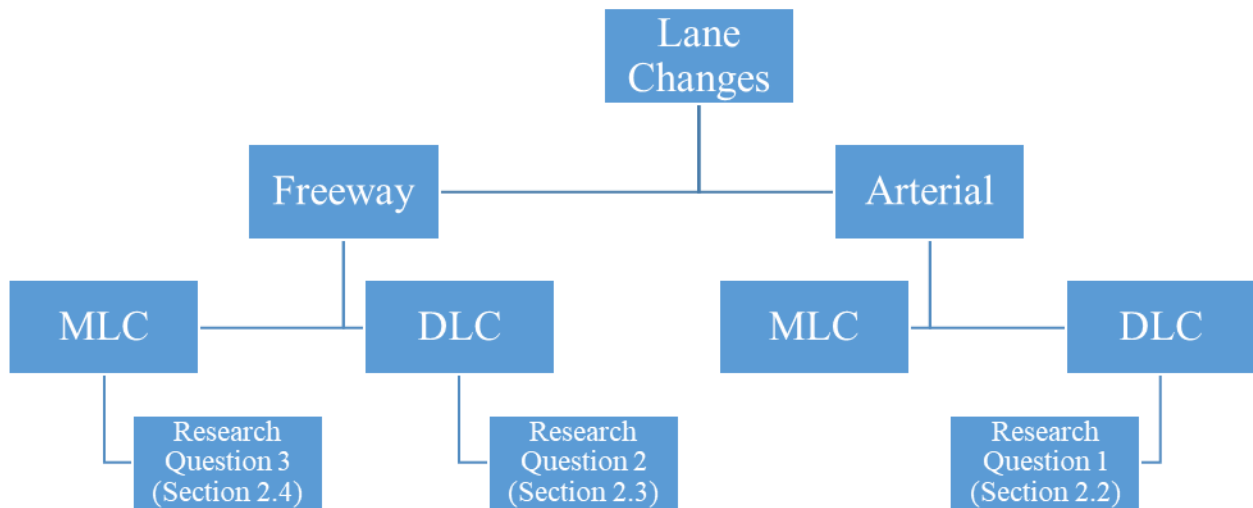 Lane
Changes
Freeway
Arterial
MLC
DLC
MLC
DLC
Research
Question 3
(Section 2.4)
Research
Question 2
(Section 2.3)
Research
Question 1
(Section 2.2)